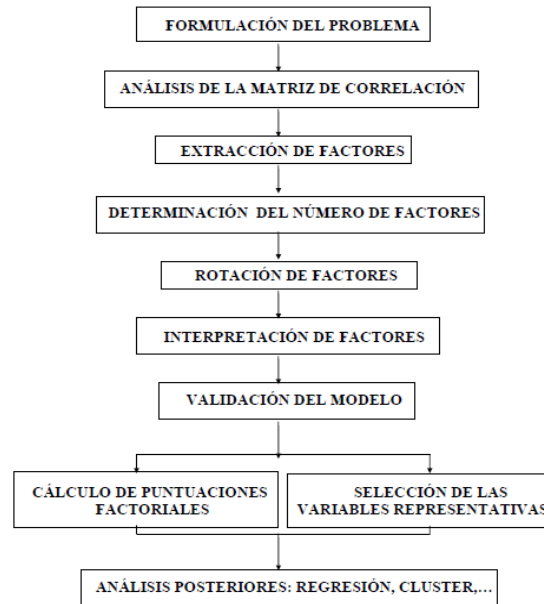 FORMULACIÓN DEL PROBLEMA
ANÁLISIS DE LA MATRIZ DE CORRELACIÓN
EXTRACCIÓN DE FACTORES
DETERMINACIÓN DEL NÚMERO DE FACTORES
ROTACIÓN DE FACTORES
INTERPRETACIÓN DE FACTORES
VALIDACIÓN DEL MODELO
CÁLCULO DE PUNTUACIONES
FACTORIALES
SELECCIÓN DE LAS
VARIABLES REPRESENTATIVAS
ANÁLISIS POSTERIORES: REGRESIÓN, CLUSTER,...